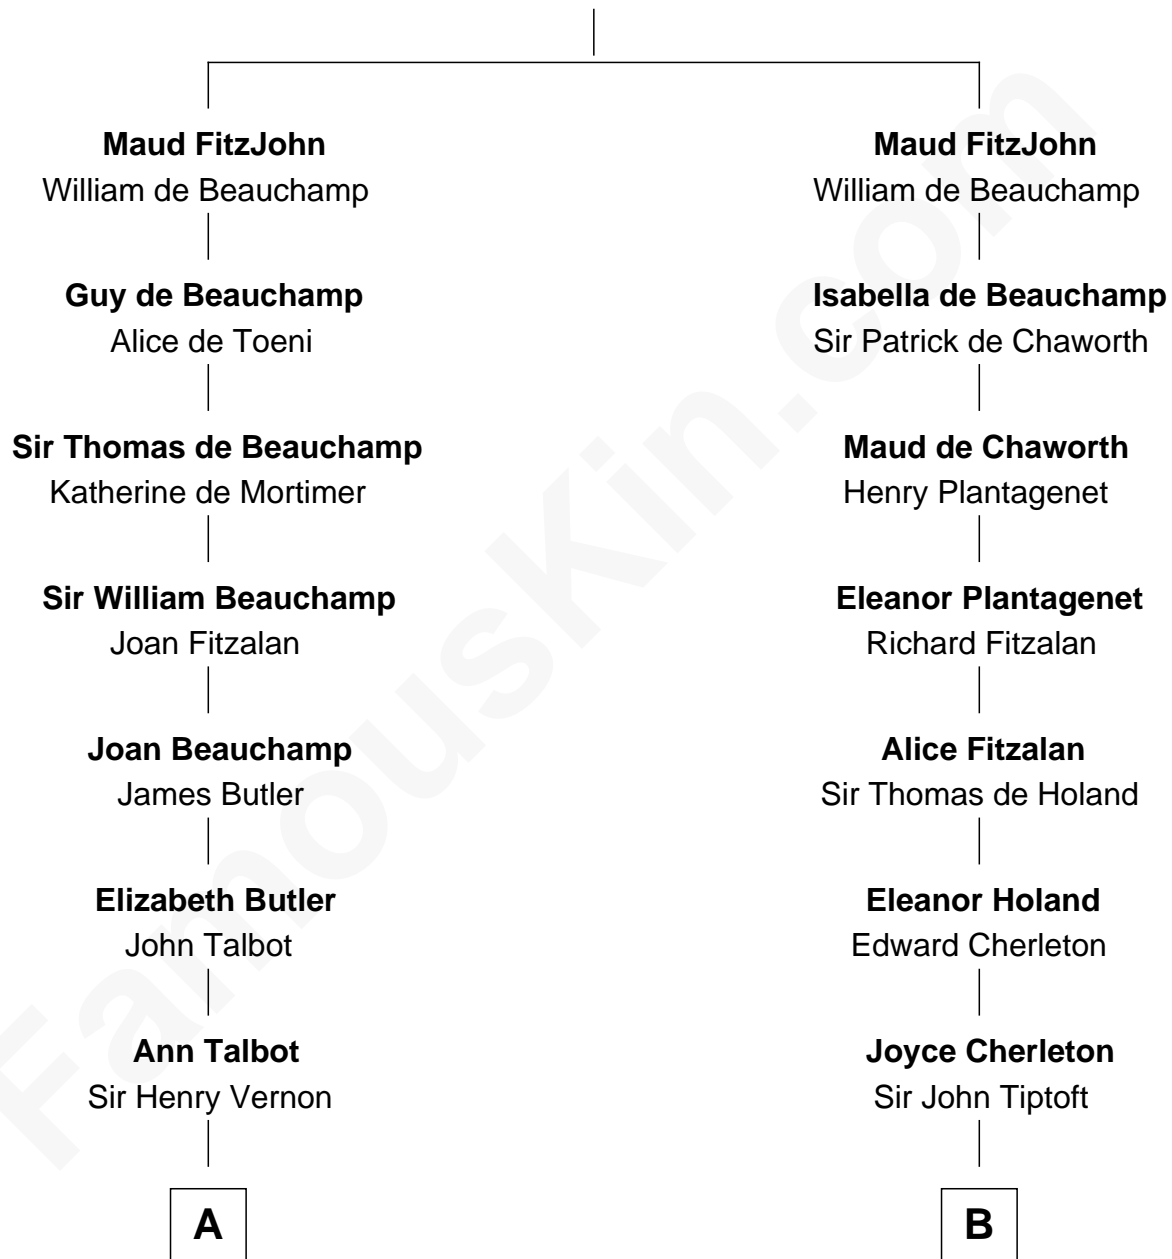 Maud FitzJohn
William de Beauchamp
Guy de Beauchamp
Alice de Toeni
Sir Thomas de Beauchamp
Katherine de Mortimer
Sir William Beauchamp
Joan Fitzalan
Joan Beauchamp
James Butler
Elizabeth Butler
John Talbot
Ann Talbot
Sir Henry Vernon
A
Maud FitzJohn
William de Beauchamp
Isabella de Beauchamp
Sir Patrick de Chaworth
Maud de Chaworth
Henry Plantagenet
Eleanor Plantagenet
Richard Fitzalan
Alice Fitzalan
Sir Thomas de Holand
Eleanor Holand
Edward Cherleton
Joyce Cherleton
Sir John Tiptoft
B
FamousKin.com